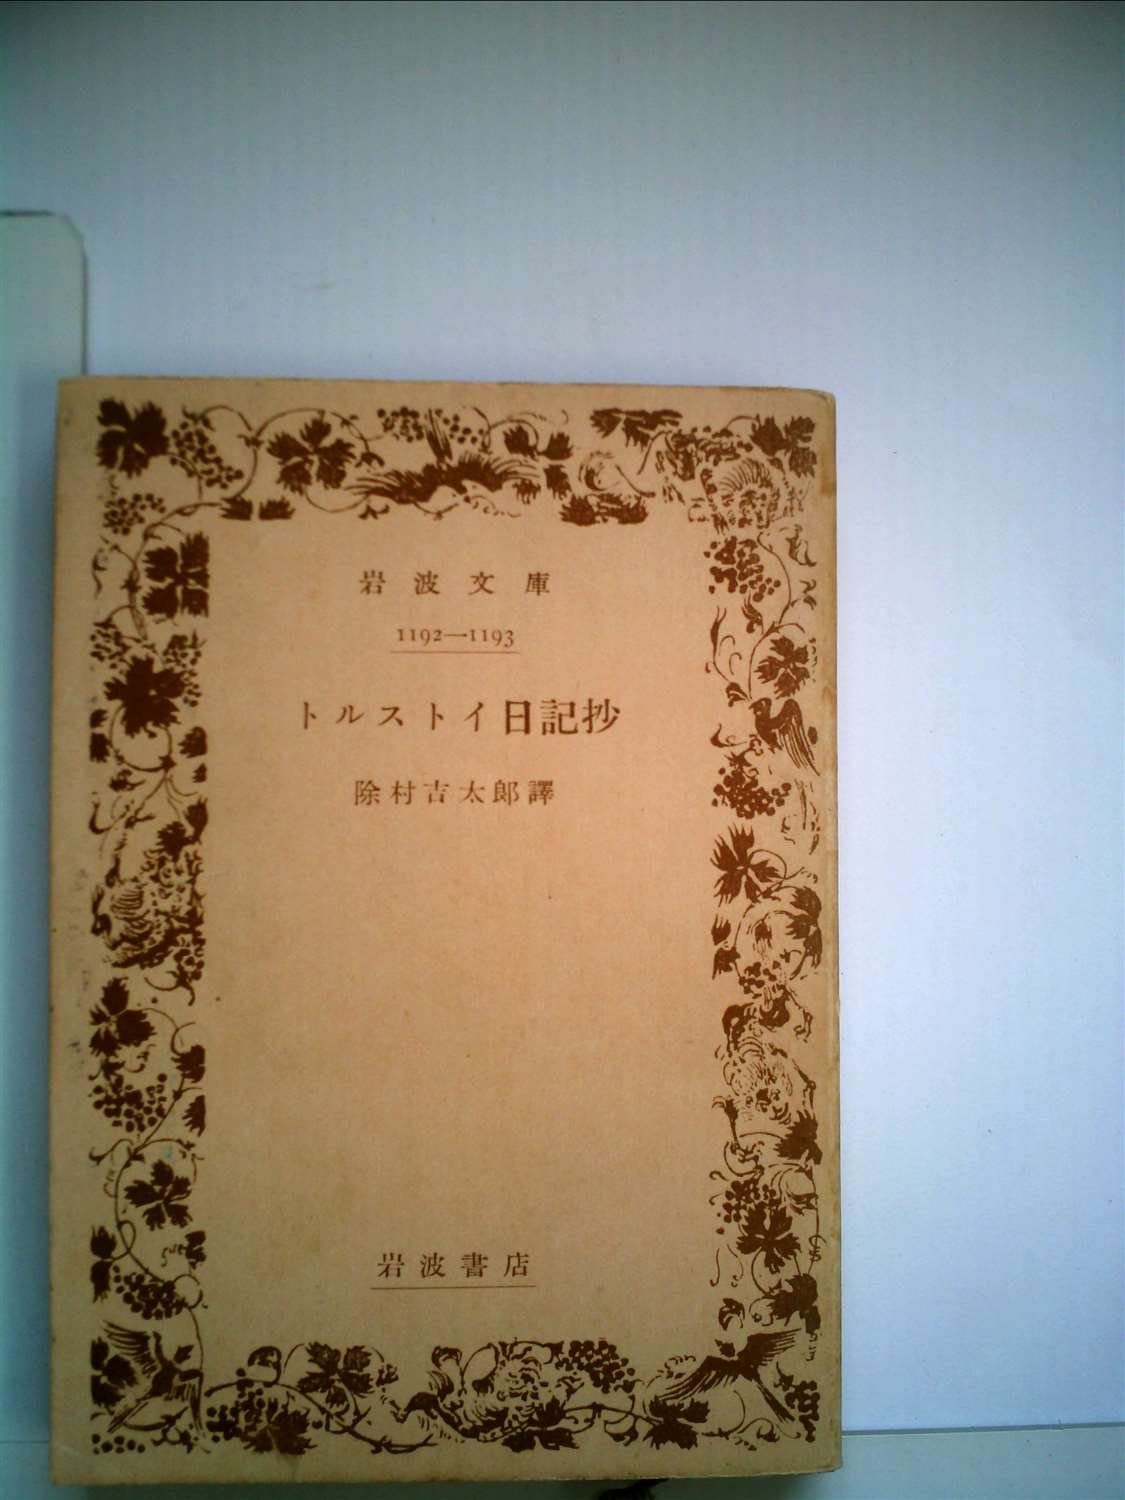 岩波文庫
1192—1193
トルストイ日記抄
除村吉太郎譯
岩波書店